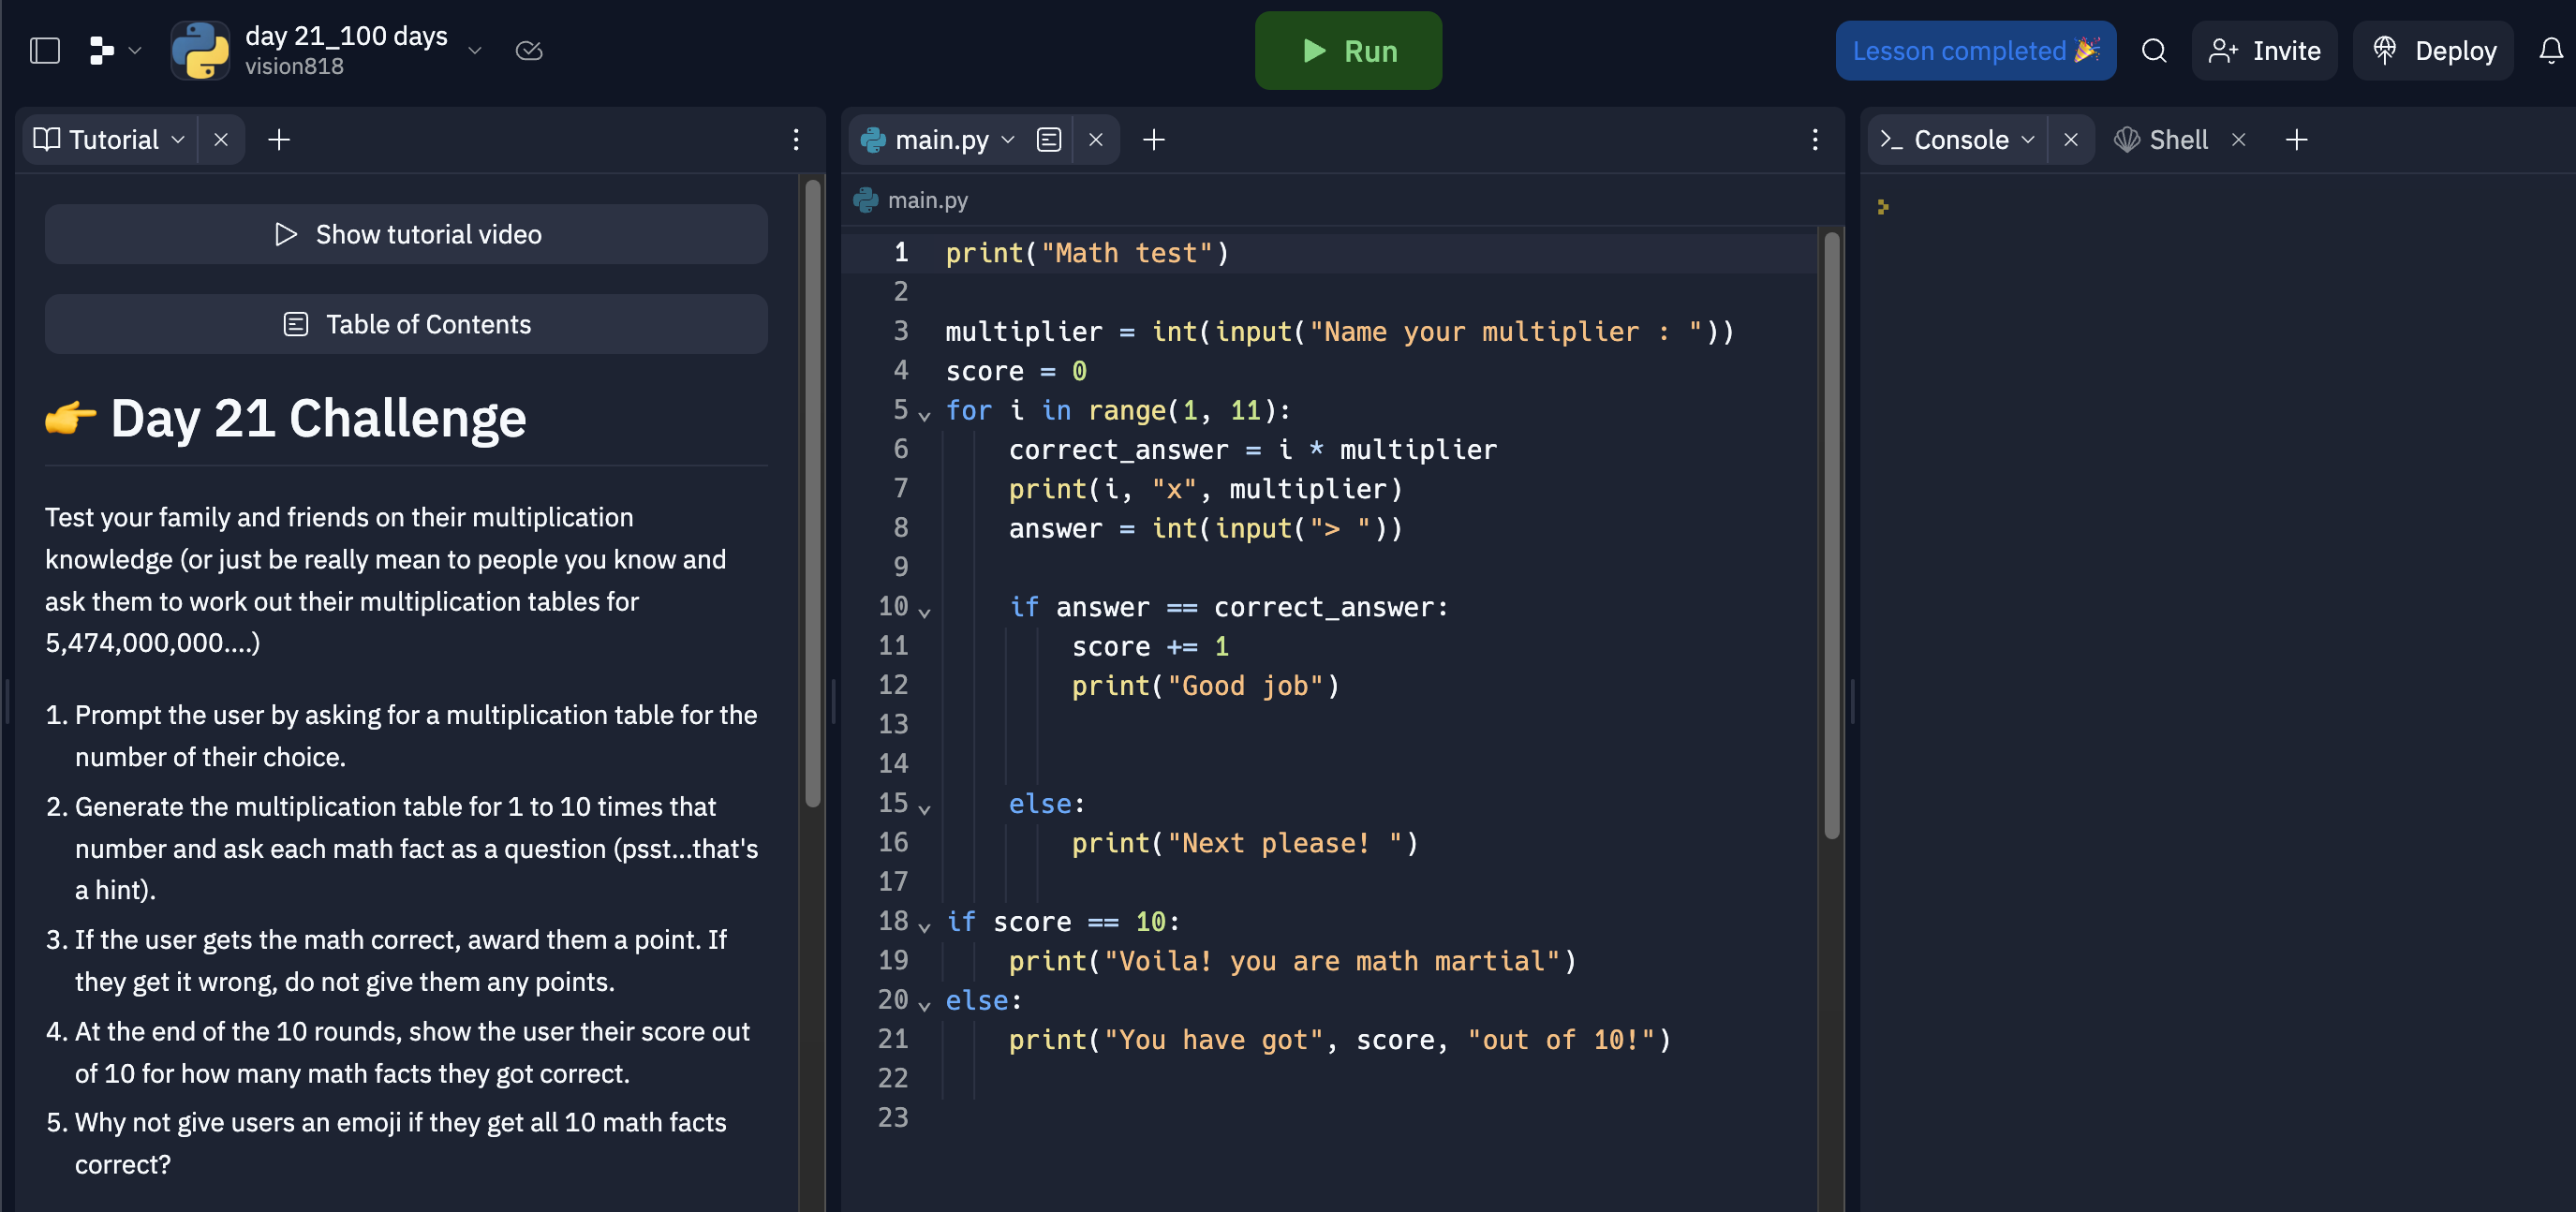 day 21_100 days
vision818
Run
Lesson completed 🎉
Invite
Deploy
Tutorial
Show tutorial video
Table of Contents
👉 Day 21 Challenge
Test your family and friends on their multiplication
knowledge (or just be really mean to people you know and
ask them to work out their multiplication tables for
5,474,000,000....)
1. Prompt the user by asking for a multiplication table for the
number of their choice.
2. Generate the multiplication table for 1 to 10 times that
number and ask each math fact as a question (psst...that's
a hint).
3. If the user gets the math correct, award them a point. If
they get it wrong, do not give them any points.
4. At the end of the 10 rounds, show the user their score out
of 10 for how many math facts they got correct.
5. Why not give users an emoji if they get all 10 math facts
correct?
main.py
main.py
1 print("Math test")
2
3 multiplier = int(input("Name your multiplier : "))
4 score = 0
5 for i in range(1, 11):
6     correct_answer = i * multiplier
7     print(i, "x", multiplier)
8     answer = int(input("> "))
9
10     if answer == correct_answer:
11         score += 1
12         print("Good job")
13
14
15     else:
16         print("Next please! ")
17
18 if score == 10:
19     print("Voila! you are math martial")
20 else:
21     print("You have got", score, "out of 10!")
22
23
Console
Shell